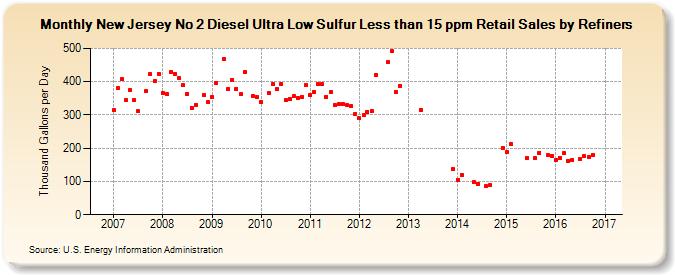 Monthly New Jersey No 2 Diesel Ultra Low Sulfur Less than 15 ppm Retail Sales by Refiners
Thousand Gallons per Day
500
400
300
200
100
0
2007 2008 2009 2010 2011 2012 2013 2014 2015 2016 2017
Source: U.S. Energy Information Administration